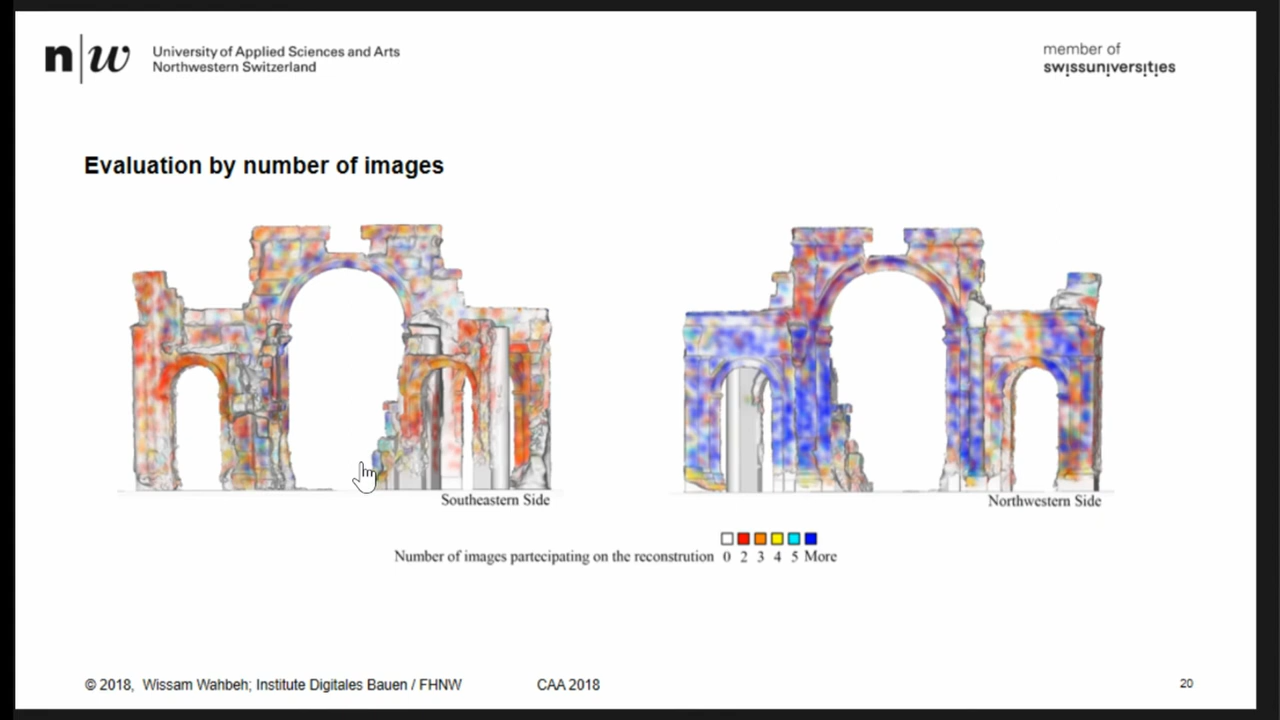 n|w University of Applied Sciences and Arts
Northwestern Switzerland
member of
swissuniversities
Evaluation by number of images
Southeastern Side
Northwestern Side
Number of images partecipating on the reconstrution 0 2 3 4 5 More
© 2018, Wissam Wahbeh; Institute Digitales Bauen / FHNW CAA 2018 20